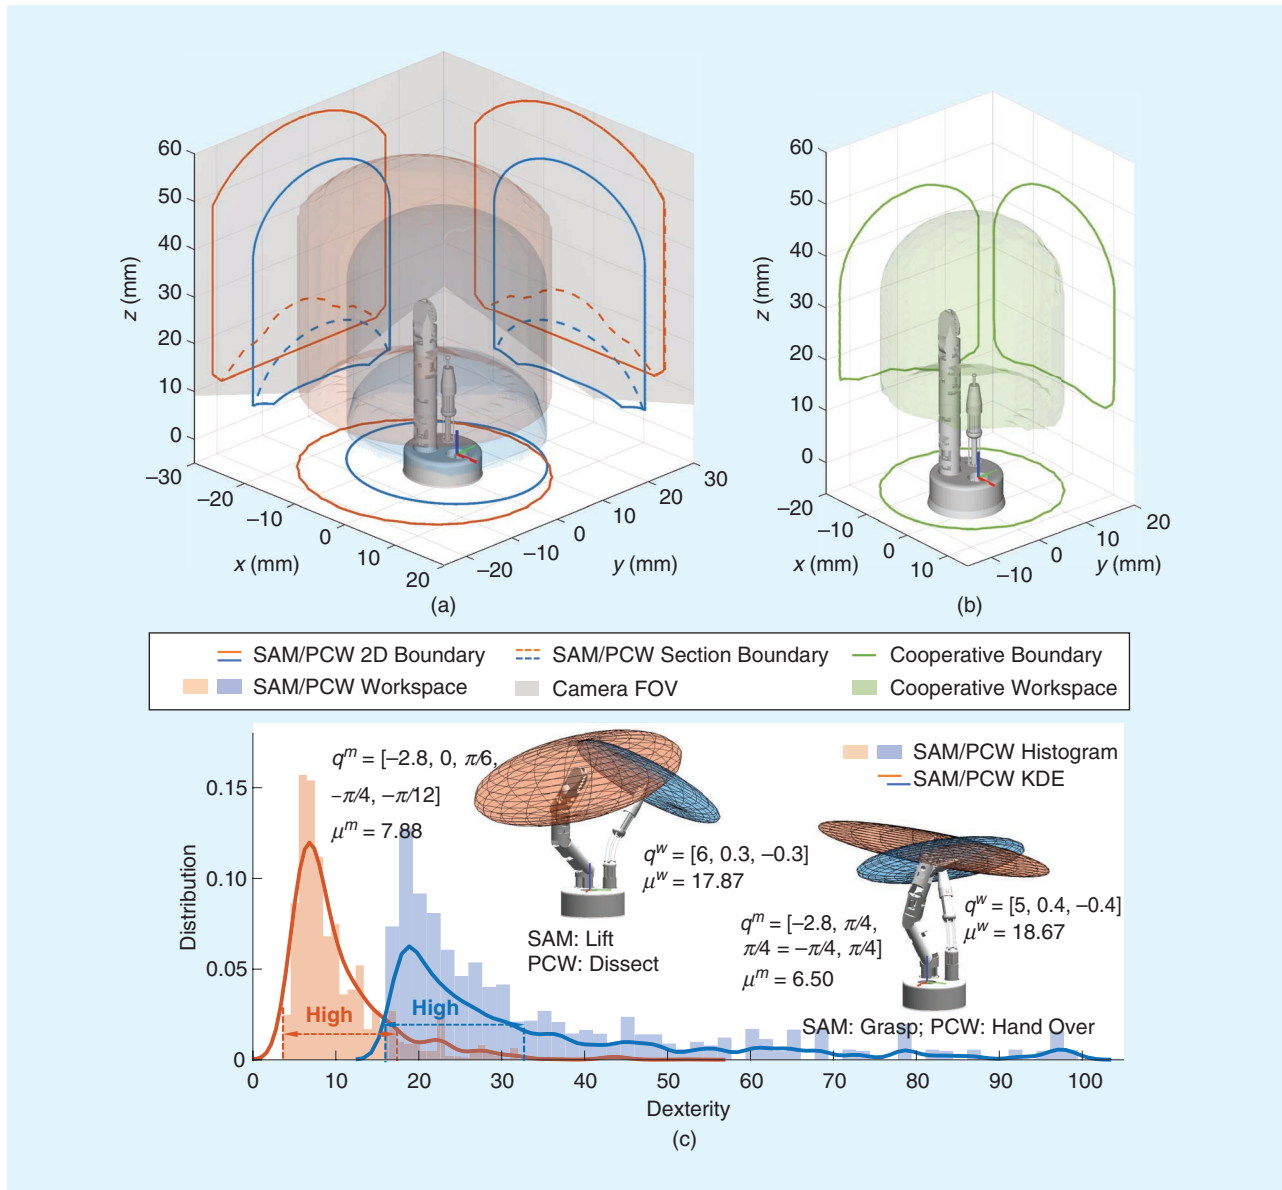 60
50
40
30
20
10
0
z (mm)
–30
–20
–10
0
10
20
x (mm)
–20
–10
0
10
20
30
y (mm)
(a)
60
50
40
30
20
10
0
z (mm)
–20
–10
0
10
x (mm)
–10
0
10
20
y (mm)
(b)
SAM/PCW 2D Boundary
SAM/PCW Section Boundary
Cooperative Boundary
SAM/PCW Workspace
Camera FOV
Cooperative Workspace
0.15
0.10
0.05
0
Distribution
q^m = [–2.8, 0, π/6,
–π/4, –π/12]
μ^m = 7.88
q^w = [6, 0.3, –0.3]
μ^w = 17.87
SAM: Lift
PCW: Dissect
SAM/PCW Histogram
SAM/PCW KDE
q^m = [–2.8, π/4,
π/4 = –π/4, π/4]
μ^m = 6.50
q^w = [5, 0.4, –0.4]
μ^w = 18.67
SAM: Grasp; PCW: Hand Over
High
High
0 10 20 30 40 50 60 70 80 90 100
Dexterity
(c)